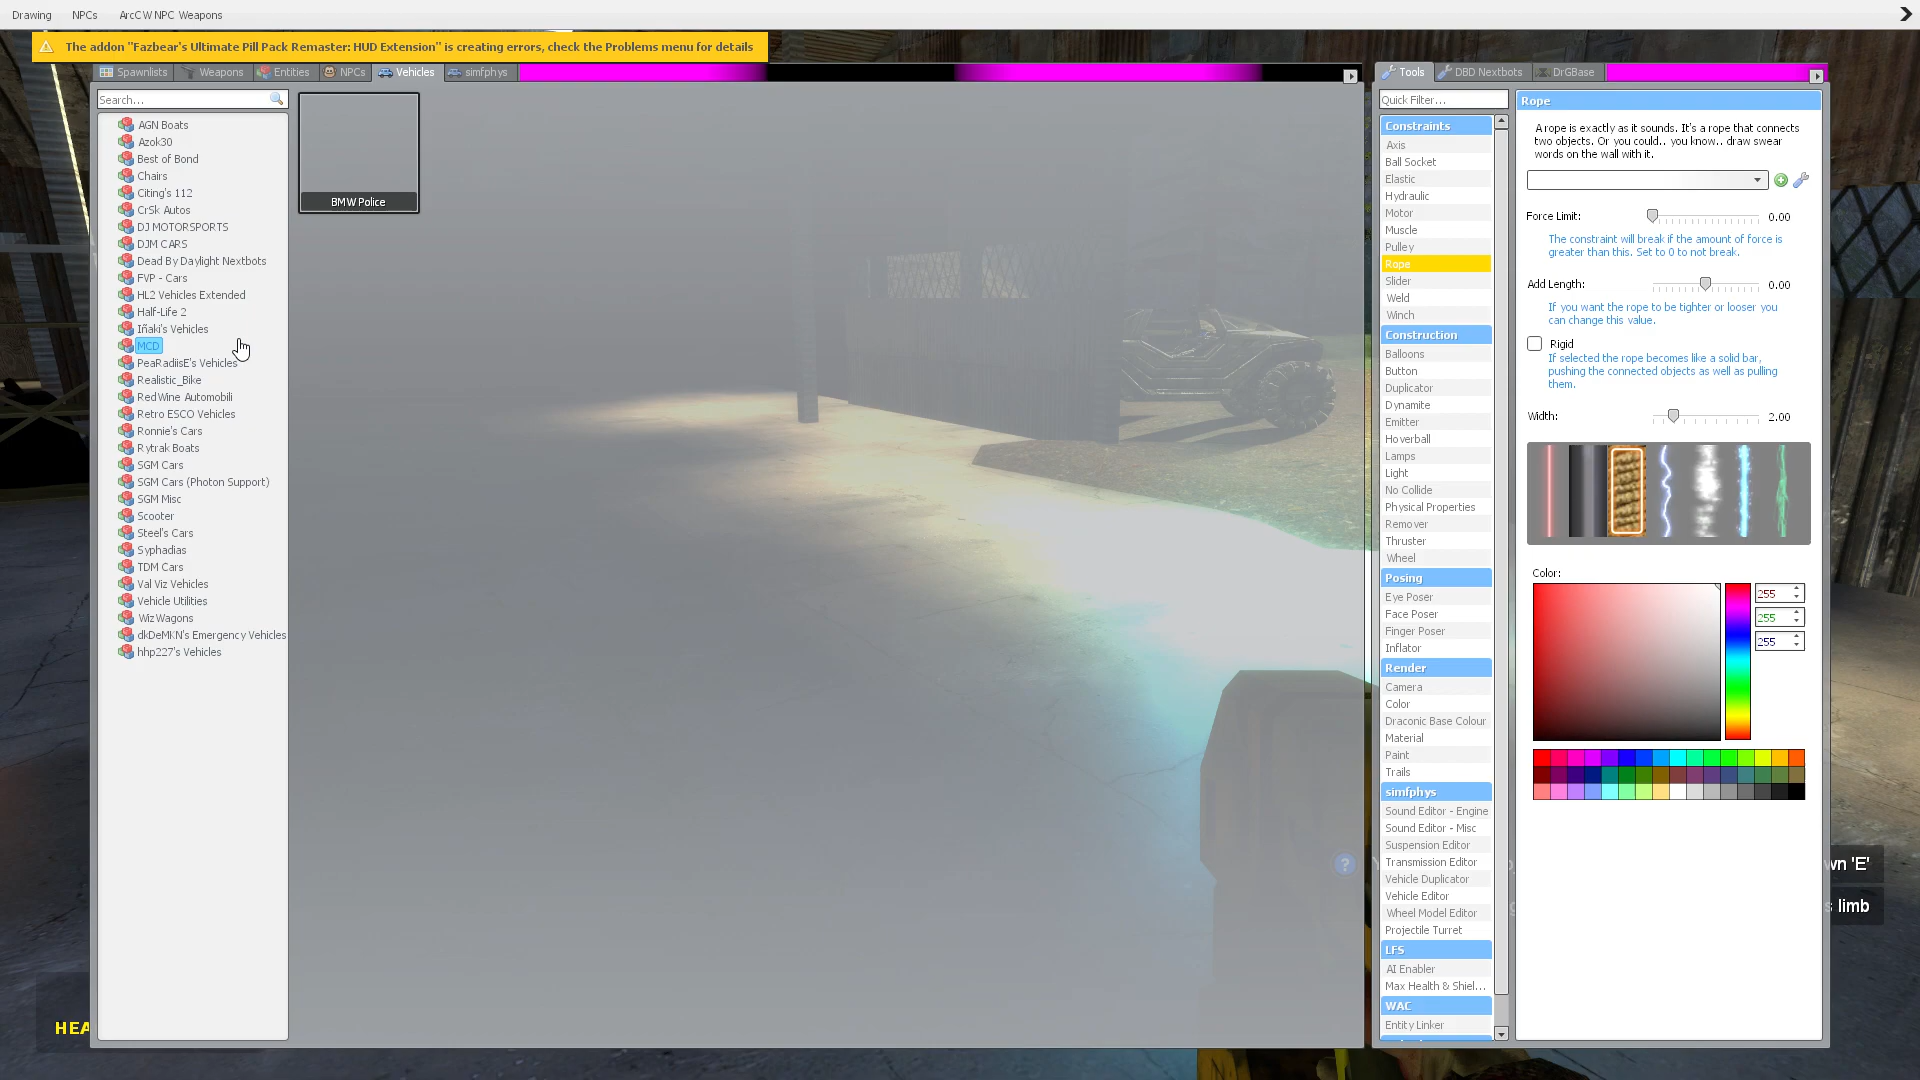 Drawing NPCs ArcCW NPC Weapons
The addon "Fazbear's Ultimate Pill Pack Remaster: HUD Extension" is creating errors, check the Problems menu for details
Spawnlists Weapons Entities NPCs Vehicles simfphys
Search...
AGN Boats
Azok30
Best of Bond
Chairs
Citing's 112
CrSk Autos
DJ MOTORSPORTS
DJM CARS
Dead By Daylight Nextbots
FVP - Cars
HL2 Vehicles Extended
Half-Life 2
Iñaki's Vehicles
MCD
PeaRadiisE's Vehicles
Realistic_Bike
RedWine Automobili
Retro ESCO Vehicles
Ronnie's Cars
Rytrak Boats
SGM Cars
SGM Cars (Photon Support)
SGM Misc
Scooter
Steel's Cars
Syphadias
TDM Cars
Val Viz Vehicles
Vehicle Utilities
WizWagons
dkDeMKN's Emergency Vehicles
hhp227's Vehicles
BMW Police
HEA
Tools DBD Nextbots DrGBase
Quick Filter...
Constraints
Axis
Ball Socket
Elastic
Hydraulic
Motor
Muscle
Pulley
Rope
Slider
Weld
Winch
Construction
Balloons
Button
Duplicator
Dynamite
Emitter
Hoverball
Lamps
Light
No Collide
Physical Properties
Remover
Thruster
Wheel
Posing
Eye Poser
Face Poser
Finger Poser
Inflator
Render
Camera
Color
Draconic Base Colour
Material
Paint
Trails
simfphys
Sound Editor - Engine
Sound Editor - Misc
Suspension Editor
Transmission Editor
Vehicle Duplicator
Vehicle Editor
Wheel Model Editor
Projectile Turret
LFS
AI Enabler
Max Health & Shiel...
WAC
Entity Linker
Rope
A rope is exactly as it sounds. It's a rope that connects
two objects. Or you could.. you know.. draw swear
words on the wall with it.
Force Limit: 0.00
The constraint will break if the amount of force is
greater than this. Set to 0 to not break.
Add Length: 0.00
If you want the rope to be tighter or looser you
can change this value.
Rigid
If selected the rope becomes like a solid bar,
pushing the connected objects as well as pulling
them.
Width: 2.00
Color:
255
255
255
wn 'E'
limb